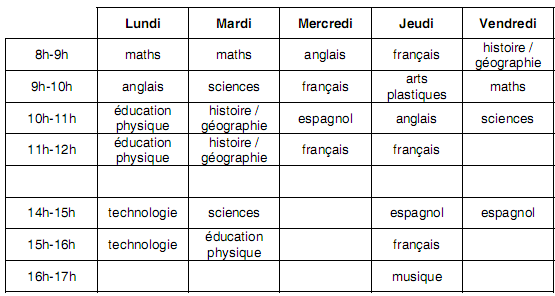 Lundi Mardi Mercredi Jeudi Vendredi
8h-9h maths maths anglais français histoire / géographie
9h-10h anglais sciences français arts plastiques maths
10h-11h éducation physique histoire / géographie espagnol anglais sciences
11h-12h éducation physique histoire / géographie français français
14h-15h technologie sciences espagnol espagnol
15h-16h technologie éducation physique français
16h-17h musique